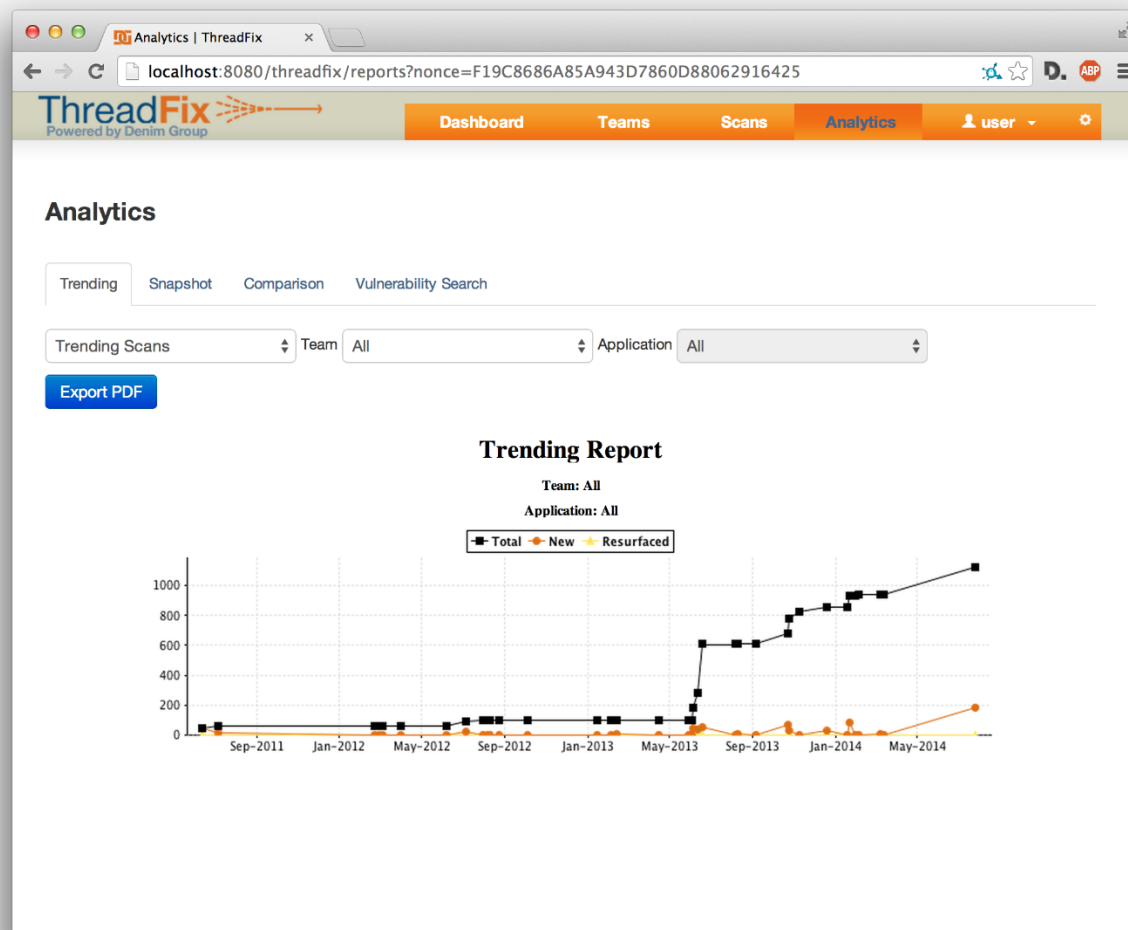 Analytics | ThreadFix
localhost:8080/threadfix/reports?nonce=F19C8686A85A943D7860D88062916425
D.
ABP
ThreadFix
Powered by Denim Group
Dashboard Teams Scans Analytics user
Analytics
Trending Snapshot Comparison Vulnerability Search
Trending Scans Team All Application All
Export PDF
Trending Report
Team: All
Application: All
Total New Resurfaced
1000
800
600
400
200
0
Sep-2011 Jan-2012 May-2012 Sep-2012 Jan-2013 May-2013 Sep-2013 Jan-2014 May-2014